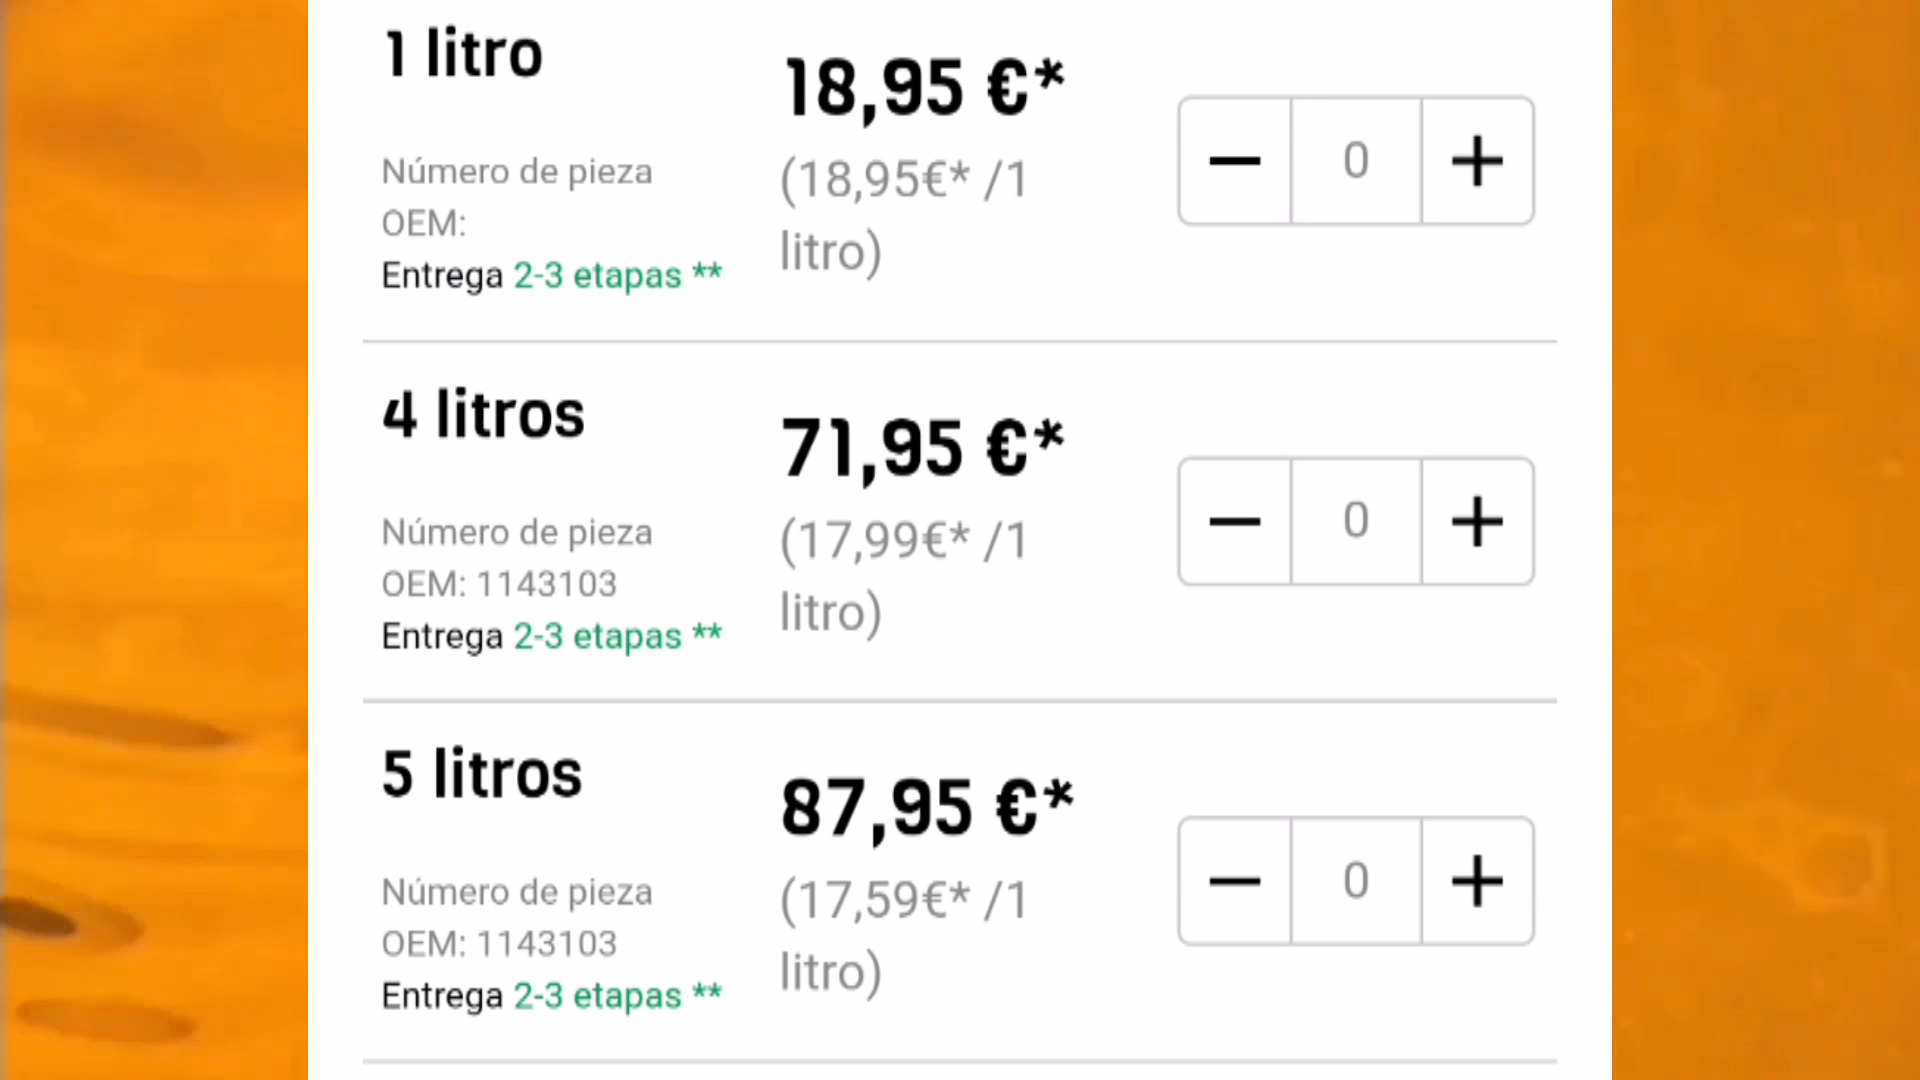 1 litro
18,95 €*
(18,95€* /1
litro)
Número de pieza
OEM:
Entrega 2-3 etapas **
0
4 litros
71,95 €*
(17,99€* /1
litro)
Número de pieza
OEM: 1143103
Entrega 2-3 etapas **
0
5 litros
87,95 €*
(17,59€* /1
litro)
Número de pieza
OEM: 1143103
Entrega 2-3 etapas **
0